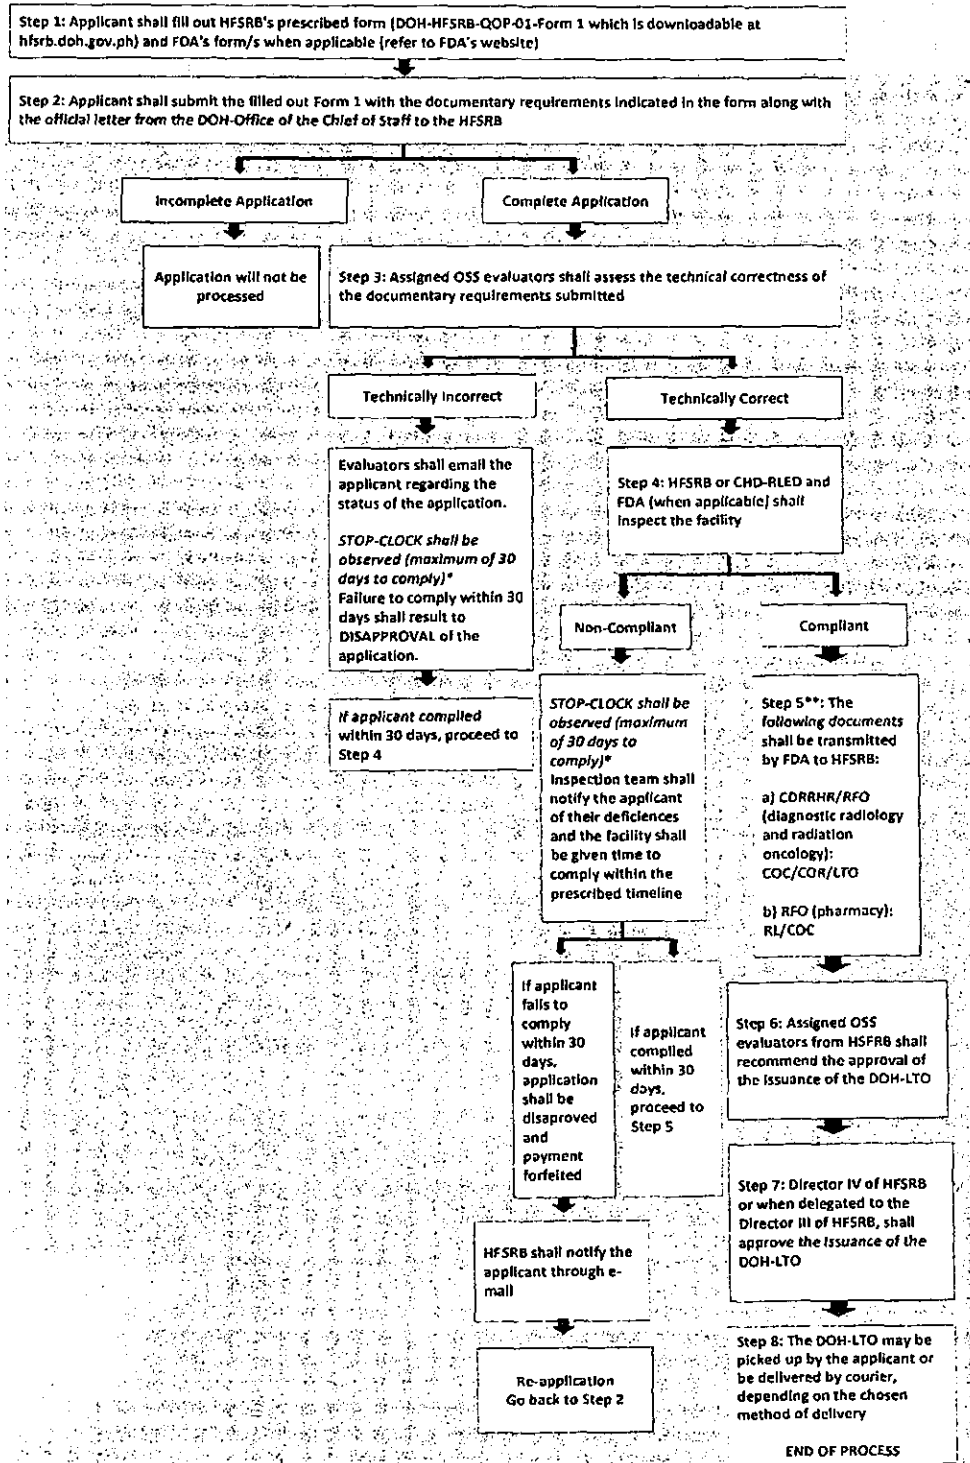 Step 1: Applicant shall fill out HFSRB's prescribed form (DOH-HFSRB-QOP-01-Form 1 which is downloadable at
hfsrb.doh.gov.ph) and FDA's form/s when applicable (refer to FDA's website)
Step 2: Applicant shall submit the filled out Form 1 with the documentary requirements indicated in the form along with
the official letter from the DOH-Office of the Chief of Staff to the HFSRB
Incomplete Application
Complete Application
Application will not be
processed
Step 3: Assigned OSS evaluators shall assess the technical correctness of
the documentary requirements submitted
Technically Incorrect
Technically Correct
Evaluators shall email the
applicant regarding the
status of the application.
STOP-CLOCK shall be
observed (maximum of 30
days to comply)*
Failure to comply within 30
days shall result to
DISAPPROVAL of the
application.
Step 4: HFSRB or CHD-RLED and
FDA (when applicable) shall
inspect the facility
Non-Compliant
Compliant
If applicant complied
within 30 days, proceed to
Step 4
STOP-CLOCK shall be
observed (maximum
of 30 days to
comply)*
Inspection team shall
notify the applicant
of their deficiences
and the facility shall
be given time to
comply within the
prescribed timeline
Step 5**: The
following documents
shall be transmitted
by FDA to HFSRB:
a) CDRRHR/RFO
(diagnostic radiology
and radiation
oncology):
COC/COR/LTO
b) RFO (pharmacy):
RL/COC
If applicant
fails to
comply
within 30
days,
application
shall be
disaproved
and
payment
forfeited
If applicant
complied
within 30
days,
proceed to
Step 5
Step 6: Assigned OSS
evaluators from HSFRB shall
recommend the approval of
the issuance of the DOH-LTO
HFSRB shall notify the
applicant through e-
mail
Step 7: Director IV of HFSRB
or when delegated to the
Director III of HFSRB, shall
approve the issuance of the
DOH-LTO
Re-application
Go back to Step 2
Step 8: The DOH-LTO may be
picked up by the applicant or
be delivered by courier,
depending on the chosen
method of delivery
END OF PROCESS